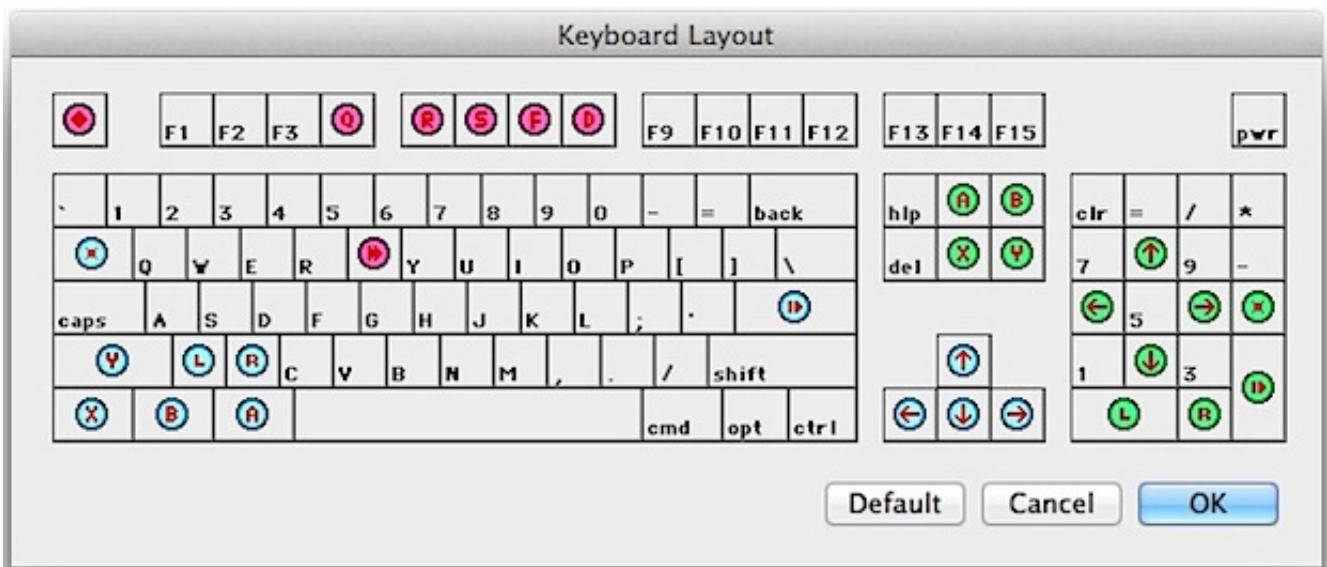 Keyboard Layout
F1 F2 F3 Q R S F D F9 F10 F11 F12 F13 F14 F15 pwr
` 1 2 3 4 5 6 7 8 9 0 - = back hlp A B clr = / *
Q W E R Y U I O P [ ] \ del X Y 7 ↑ 9 -
caps A S D F G H J K L ; ' ← 5 →
Y L R C V B N M , . / shift ↑ 1 ↓ 3
X B A cmd opt ctrl ← ↓ → L R
Default Cancel OK